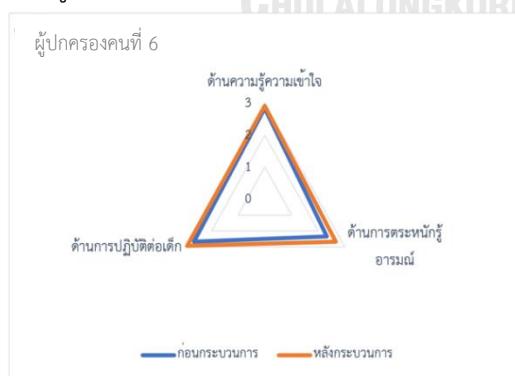 ผู้ปกครองคนที่ 6
ด้านความรู้ความเข้าใจ
3
2
1
0
ด้านการปฏิบัติต่อเด็ก
ด้านการตระหนักรู้
อารมณ์
ก่อนกระบวนการ
หลังกระบวนการ